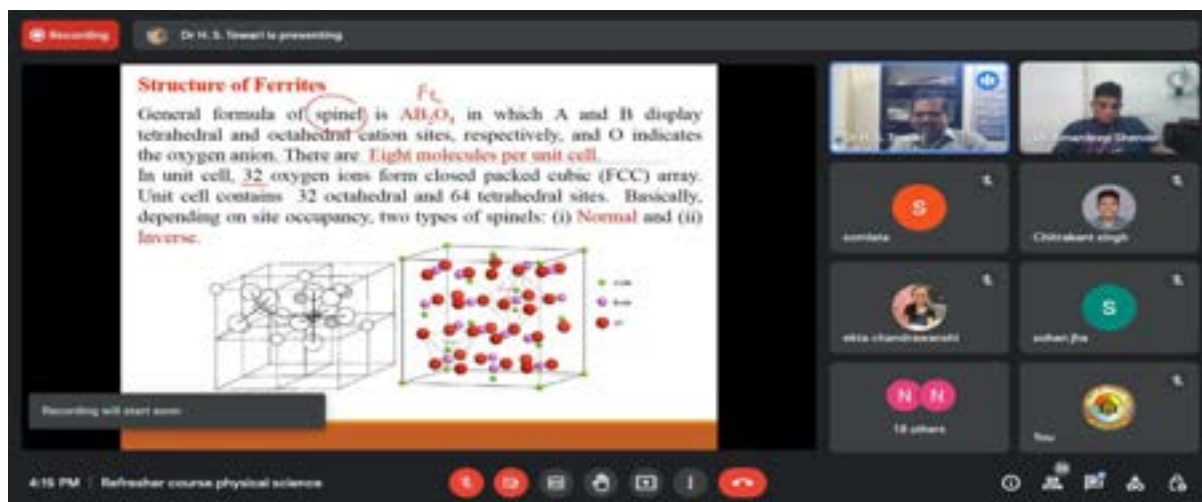 Recording
Dr H. S. Tewari is presenting
Structure of Ferrites
Fe
General formula of spinel is AB₂O₄ in which A and B display
tetrahedral and octahedral cation sites, respectively, and O indicates
the oxygen anion. There are Eight molecules per unit cell.
In unit cell, 32 oxygen ions form closed packed cubic (FCC) array.
Unit cell contains 32 octahedral and 64 tetrahedral sites. Basically,
depending on site occupancy, two types of spinels: (i) Normal and (ii)
Inverse.
Recording will start soon
S
somlata
Chitrakant singh
ekta chandrawanshi
S
sohan jha
N N
18 others
You
4:15 PM | Refresher course physical science